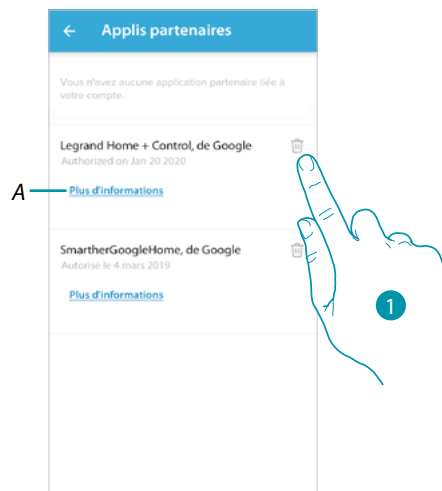 ← Applis partenaires
Vous n'avez aucune application partenaire liée à
votre compte.
Legrand Home + Control, de Google
Authorized on Jan 20 2020
A
Plus d'informations
SmartherGoogleHome, de Google
Autorisé le 4 mars 2019
Plus d'informations
1